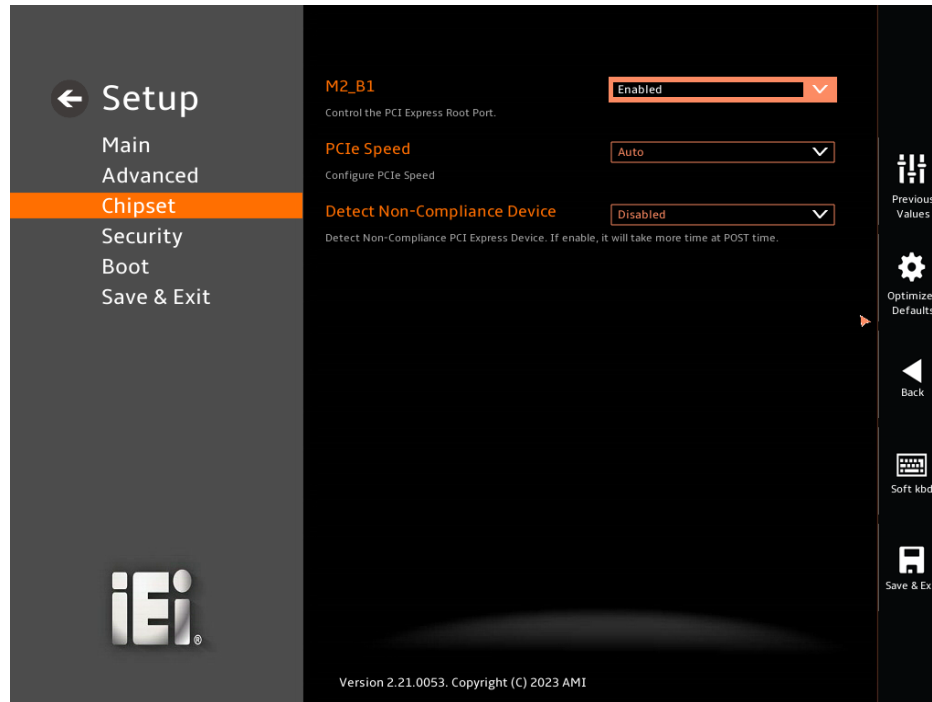 Setup
Main
Advanced
Chipset
Security
Boot
Save & Exit
M2_B1
Enabled
Control the PCI Express Root Port.
PCIe Speed
Auto
Configure PCIe Speed
Detect Non-Compliance Device
Disabled
Detect Non-Compliance PCI Express Device. If enable, it will take more time at POST time.
Previous
Values
Optimize
Defaults
Back
Soft kbd
Save & Ex
iEi®
Version 2.21.0053. Copyright (C) 2023 AMI